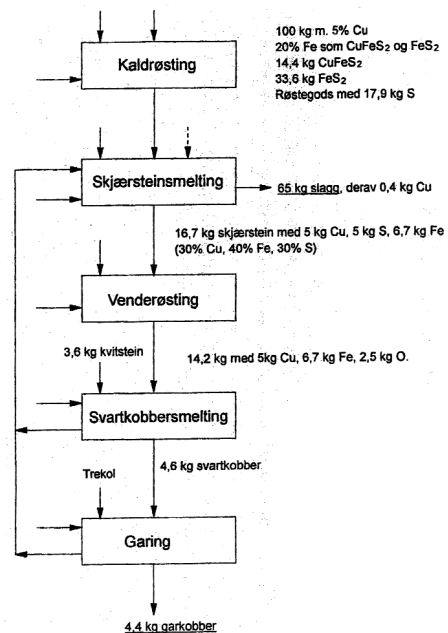 100 kg m. 5% Cu
20% Fe som CuFeS2 og FeS2
14,4 kg CuFeS2
33,6 kg FeS2
Røstegods med 17,9 kg S
Kaldrøsting
Skjærsteinsmelting
65 kg slagg, derav 0,4 kg Cu
16,7 kg skjærstein med 5 kg Cu, 5 kg S, 6,7 kg Fe
(30% Cu, 40% Fe, 30% S)
Venderøsting
3,6 kg kvitstein
14,2 kg med 5kg Cu, 6,7 kg Fe, 2,5 kg O.
Svartkobbersmelting
4,6 kg svartkobber
Trekol
Garing
4,4 kg garkobber